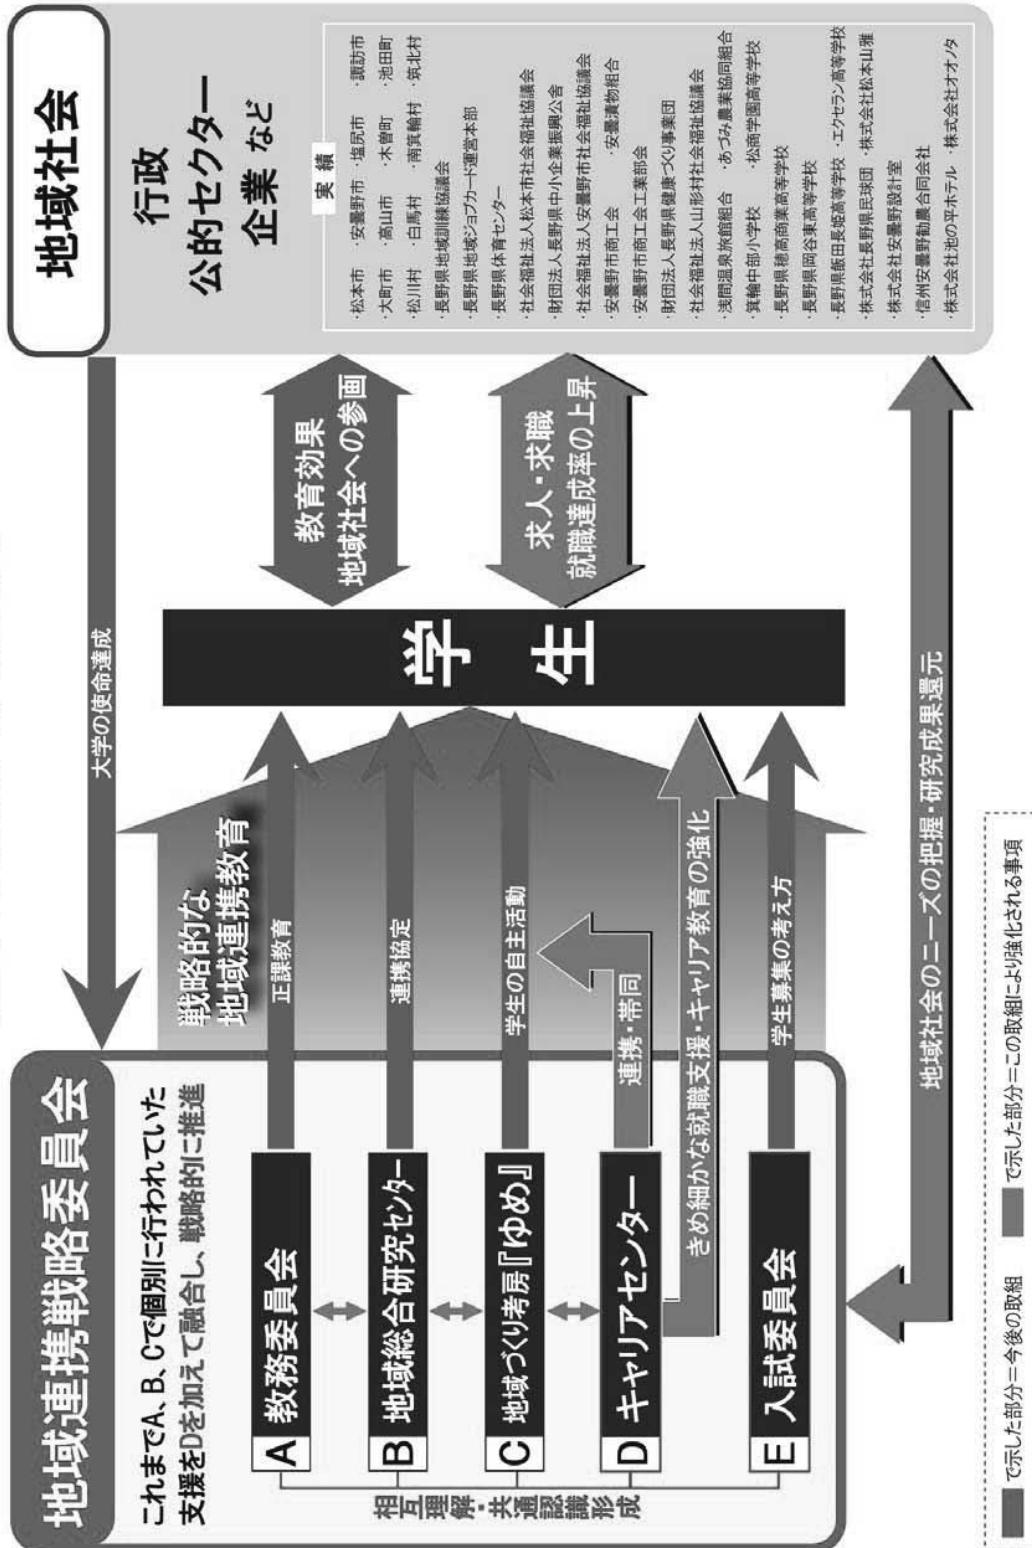 地域連携戦略委員会
これまでA、B、Cで個別に行われていた
支援をDを加えて融合し、戦略的に推進
相互理解・共通認識形成
A 教務委員会
B 地域総合研究センター
C 地域づくり考房『ゆめ』
D キャリアセンター
E 入試委員会
大学の使命達成
戦略的な
地域連携教育
正課教育
連携協定
学生の自主活動
連携・帯同
きめ細かな就職支援・キャリア教育の強化
学生募集の考え方
学生
教育効果
地域社会への参画
求人・求職
就職達成率の上昇
地域社会のニーズの把握・研究成果還元
地域社会
行政
公的セクター
企業 など
実績
・松本市 ・安曇野市 ・塩尻市 ・諏訪市
・大町市 ・高山市 ・木曽町 ・池田町
・松川村 ・白馬村 ・南箕輪村 ・筑北村
・長野県地域訓練協議会
・長野県地域ジョブカード運営本部
・長野県体育センター
・社会福祉法人松本市社会福祉協議会
・財団法人長野県中小企業振興公舎
・社会福祉法人安曇野市社会福祉協議会
・安曇野市商工会 ・安曇漬物組合
・安曇野市商工会工業部会
・財団法人長野県健康づくり事業団
・社会福祉法人山形村社会福祉協議会
・浅間温泉旅館組合 ・あづみ農業協同組合
・箕輪中部小学校 ・松商学園高等学校
・長野県穂高商業高等学校
・長野県岡谷東高等学校
・長野県飯田長姫高等学校 ・エクセラン高等学校
・株式会社長野県民球団 ・株式会社松本山雅
・株式会社安曇野設計室
・信州安曇野勧農合同会社
・株式会社池の平ホテル ・株式会社オオノタ
で示した部分＝今後の取組
で示した部分＝この取組により強化される事項